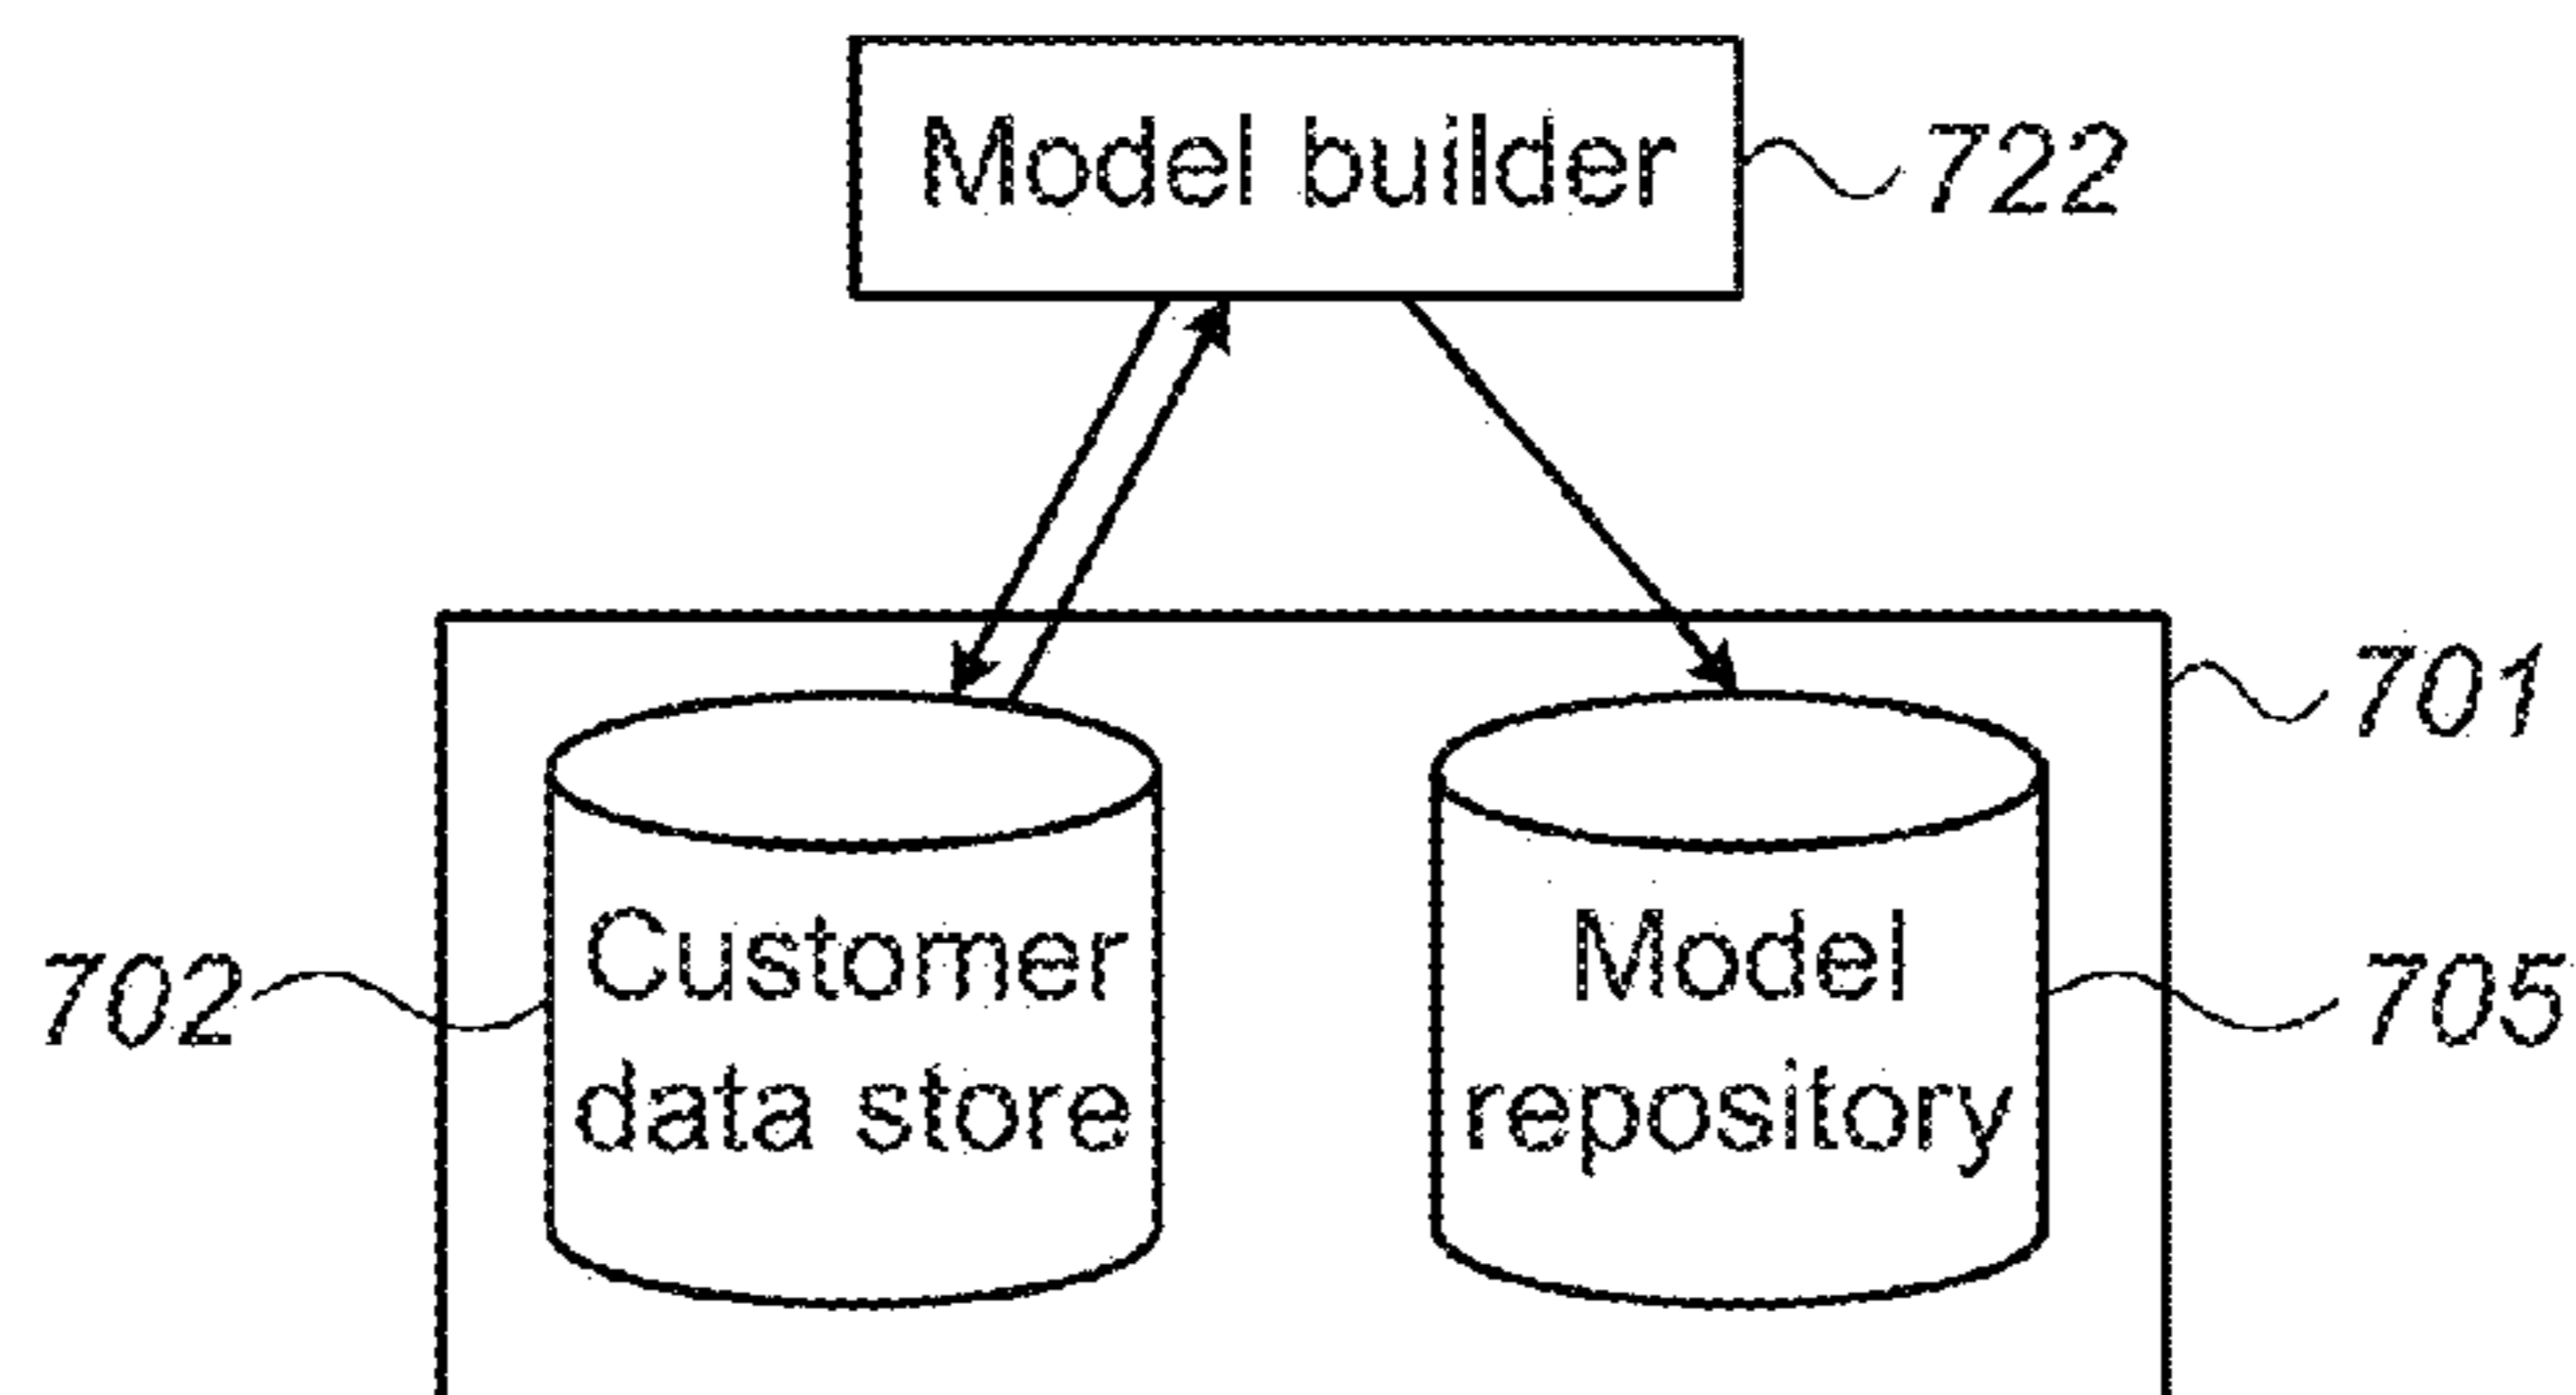 Model builder
722
701
Customer
data store
702
Model
repository
705